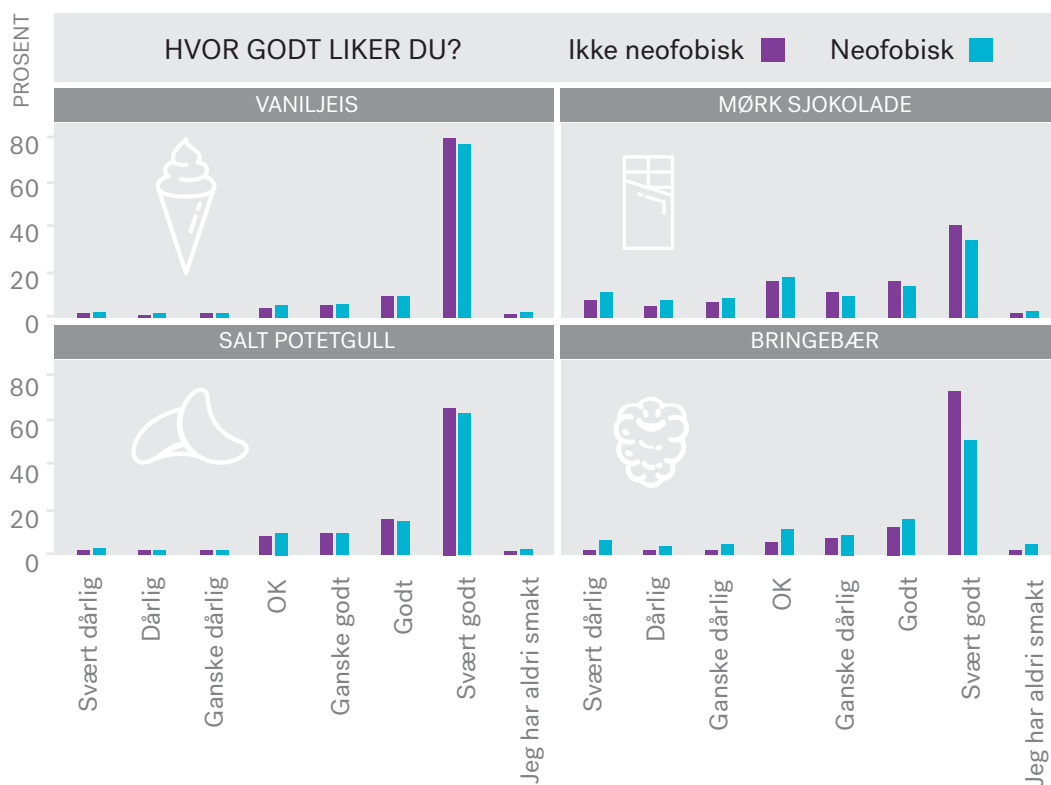 PROSENT
HVOR GODT LIKER DU?
Ikke neofobisk
Neofobisk
VANILJEIS
MØRK SJOKOLADE
80
60
40
20
0
SALT POTETGULL
BRINGEBÆR
80
60
40
20
0
Svært dårlig
Dårlig
Ganske dårlig
OK
Ganske godt
Godt
Svært godt
Jeg har aldri smakt
Svært dårlig
Dårlig
Ganske dårlig
OK
Ganske dårlig
Godt
Svært godt
Jeg har aldri smakt